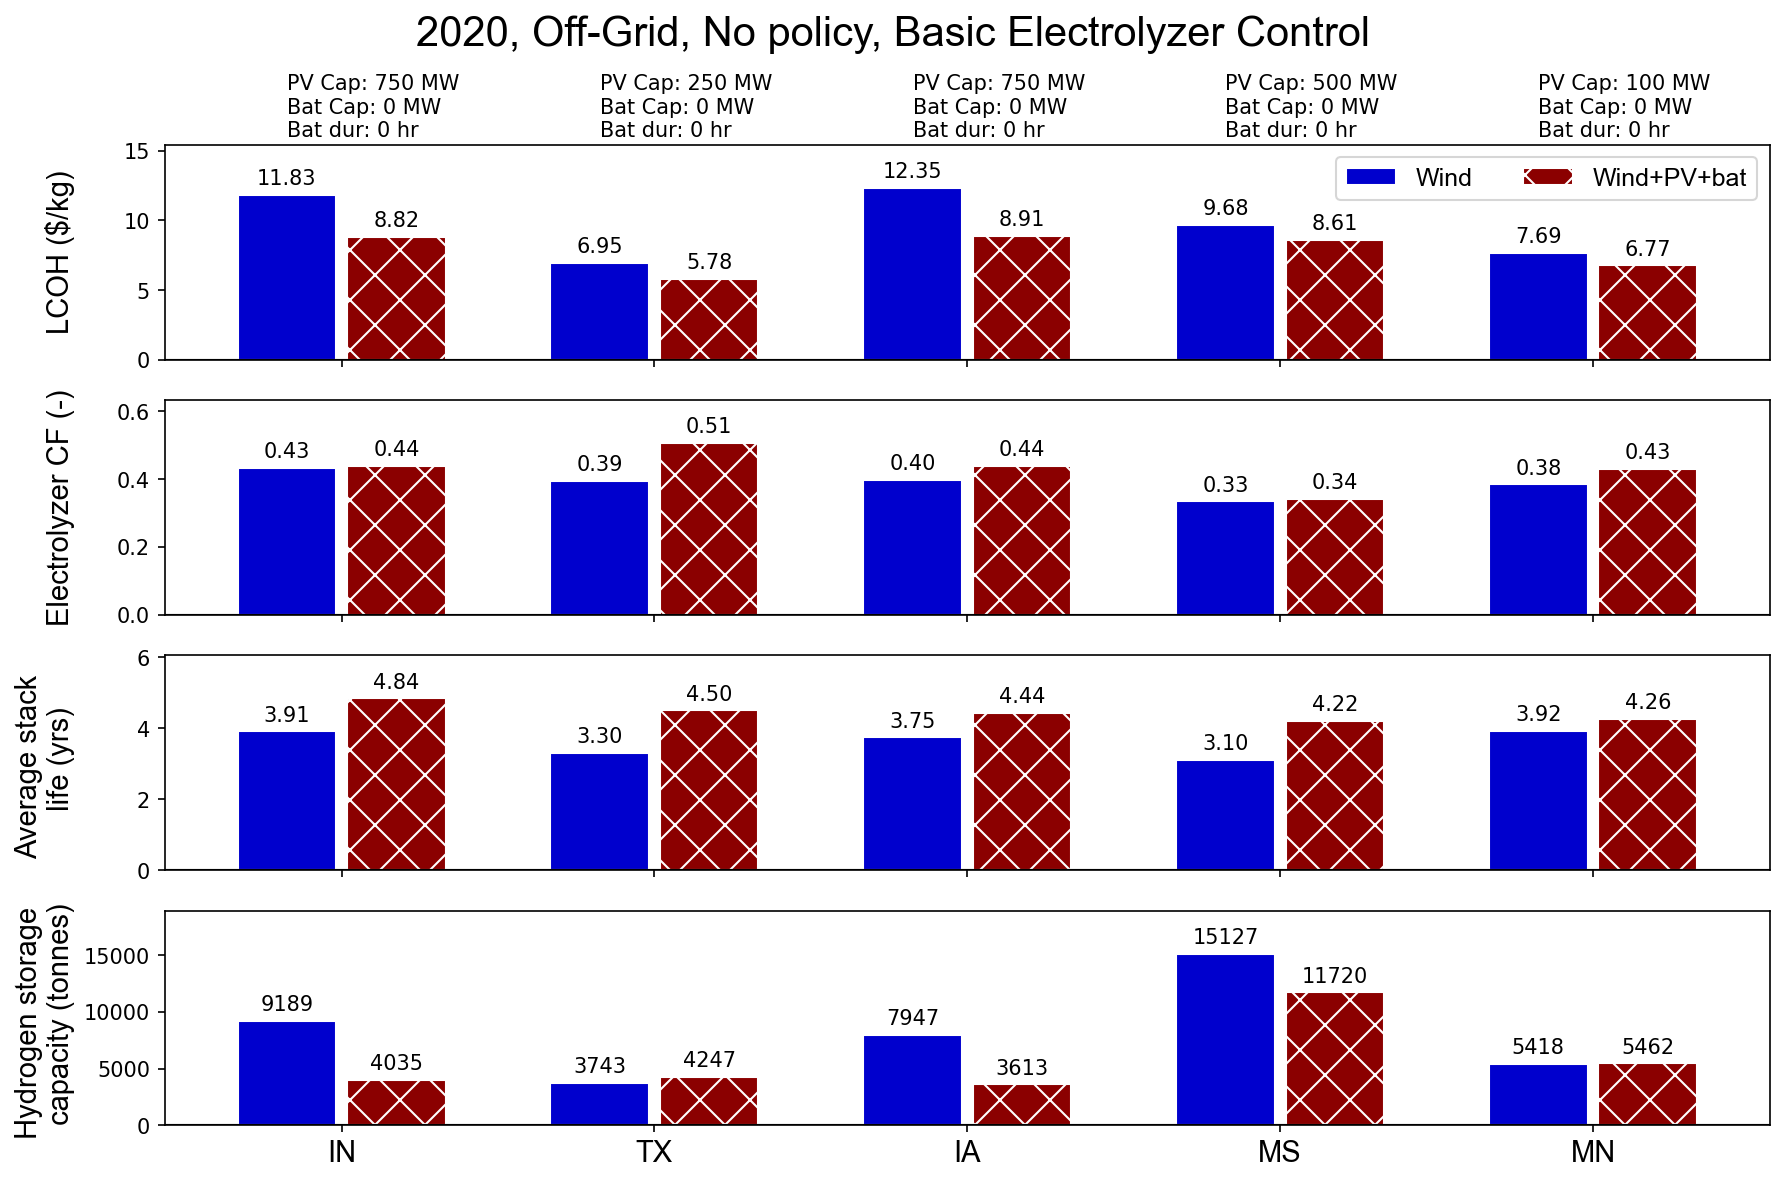 2020, Off-Grid, No policy, Basic Electrolyzer Control
PV Cap: 750 MW
Bat Cap: 0 MW
Bat dur: 0 hr
PV Cap: 250 MW
Bat Cap: 0 MW
Bat dur: 0 hr
PV Cap: 750 MW
Bat Cap: 0 MW
Bat dur: 0 hr
PV Cap: 500 MW
Bat Cap: 0 MW
Bat dur: 0 hr
PV Cap: 100 MW
Bat Cap: 0 MW
Bat dur: 0 hr
LCOH ($/kg)
15
10
5
0
Wind
Wind+PV+bat
11.83
8.82
6.95
5.78
12.35
8.91
9.68
8.61
7.69
6.77
Electrolyzer CF (-)
0.6
0.4
0.2
0.0
0.43
0.44
0.39
0.51
0.40
0.44
0.33
0.34
0.38
0.43
Average stack
life (yrs)
6
4
2
0
3.91
4.84
3.30
4.50
3.75
4.44
3.10
4.22
3.92
4.26
Hydrogen storage
capacity (tonnes)
15000
10000
5000
0
9189
4035
3743
4247
7947
3613
15127
11720
5418
5462
IN
TX
IA
MS
MN